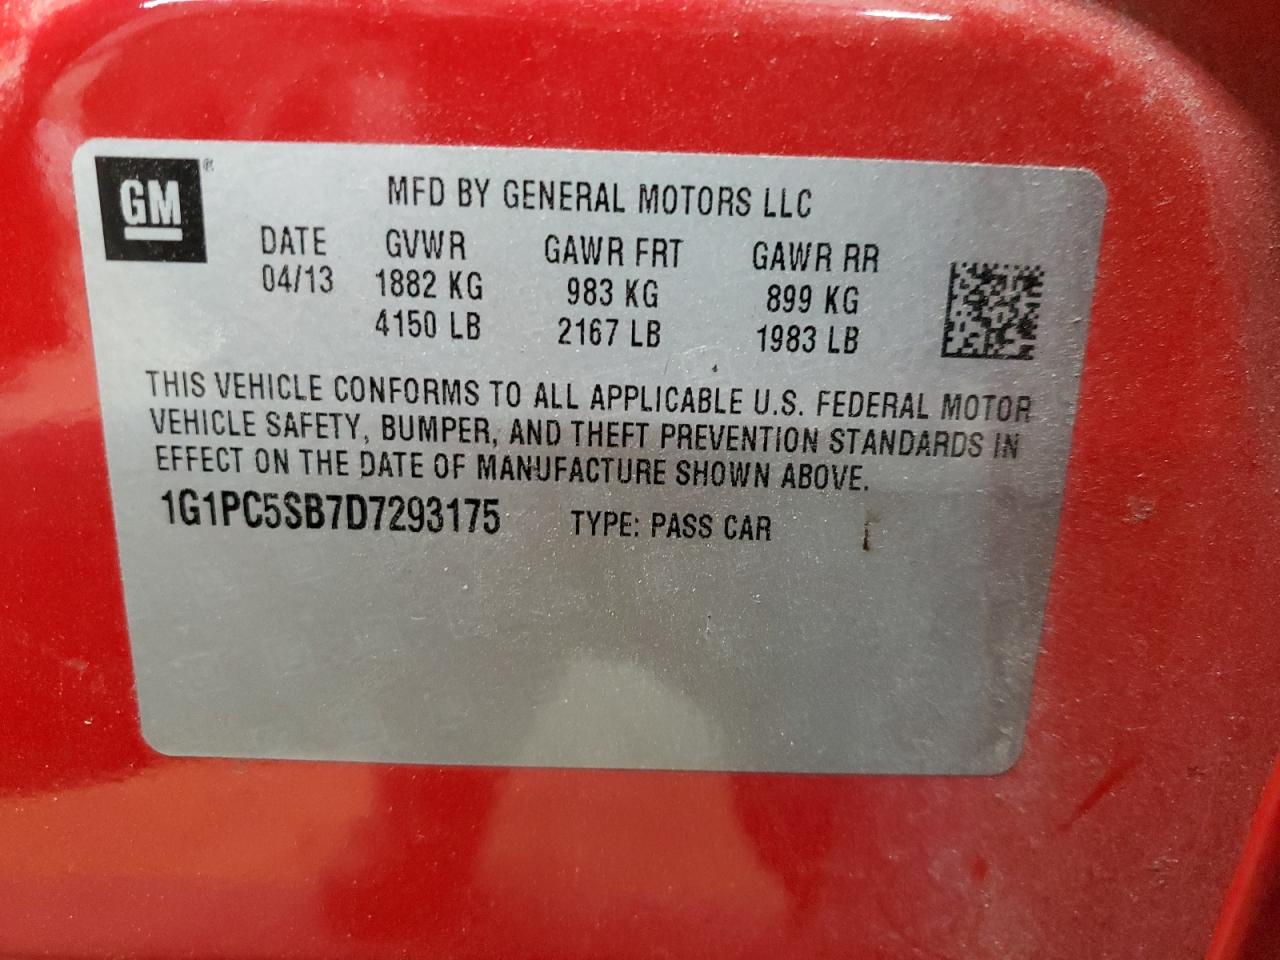 GM ®
MFD BY GENERAL MOTORS LLC
DATE GVWR GAWR FRT GAWR RR
04/13 1882 KG 983 KG 899 KG
4150 LB 2167 LB 1983 LB
THIS VEHICLE CONFORMS TO ALL APPLICABLE U.S. FEDERAL MOTOR
VEHICLE SAFETY, BUMPER, AND THEFT PREVENTION STANDARDS IN
EFFECT ON THE DATE OF MANUFACTURE SHOWN ABOVE.
1G1PC5SB7D7293175 TYPE: PASS CAR